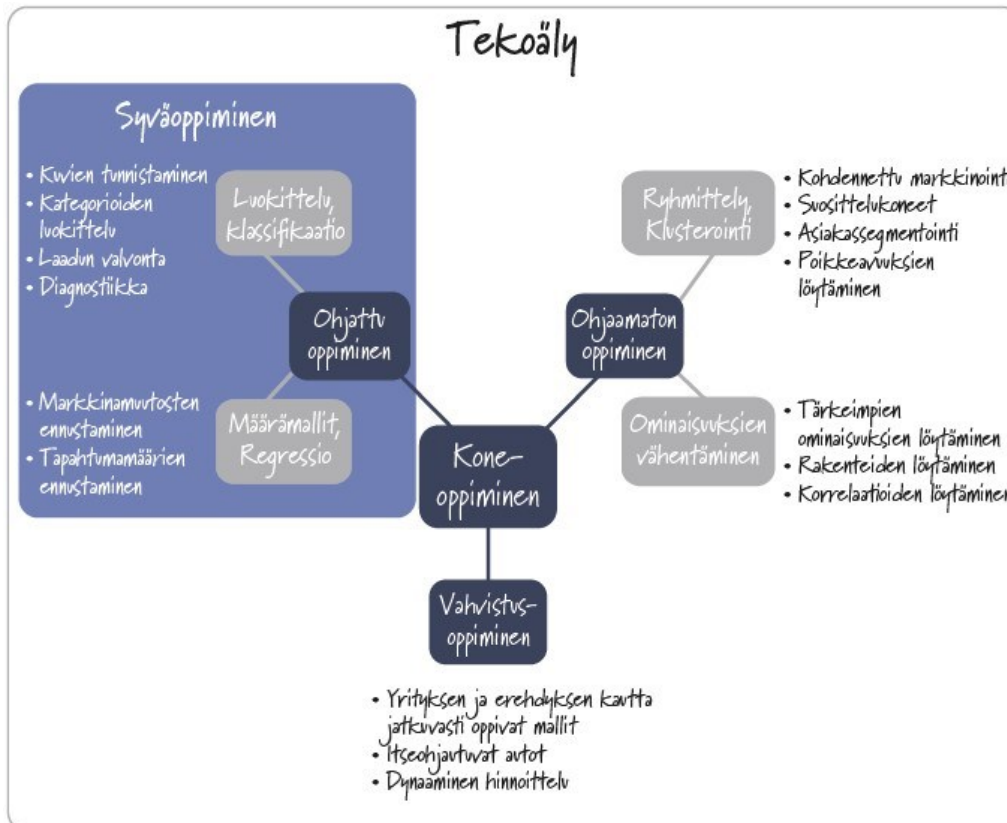 Tekoäly
Syväoppiminen
• Kuvien tunnistaminen
• Kategorioiden
luokittelu
• Laadun valvonta
• Diagnostiikka
Luokittelu,
klassifikaatio
Ohjattu
oppiminen
• Markkinamuutosten
ennustaminen
• Tapahtumamäärien
ennustaminen
Määrämallit,
Regressio
Kone-
oppiminen
Ryhmittely,
Klusterointi
• Kohdennettu markkinoint
• Suosittelukoneet
• Asiakassegmentointi
• Poikkeavuuksien
löytäminen
Ohjaamaton
oppiminen
Ominaisuuksien
vähentäminen
• Tärkeimpien
ominaisuuksien löytäminen
• Rakenteiden löytäminen
• Korrelaatioiden löytäminen
Vahvistus-
oppiminen
• Yrityksen ja erehdyksen kautta
jatkuvasti oppivat mallit
• Itseohjautuvat autot
• Dynaaminen hinnoittelu